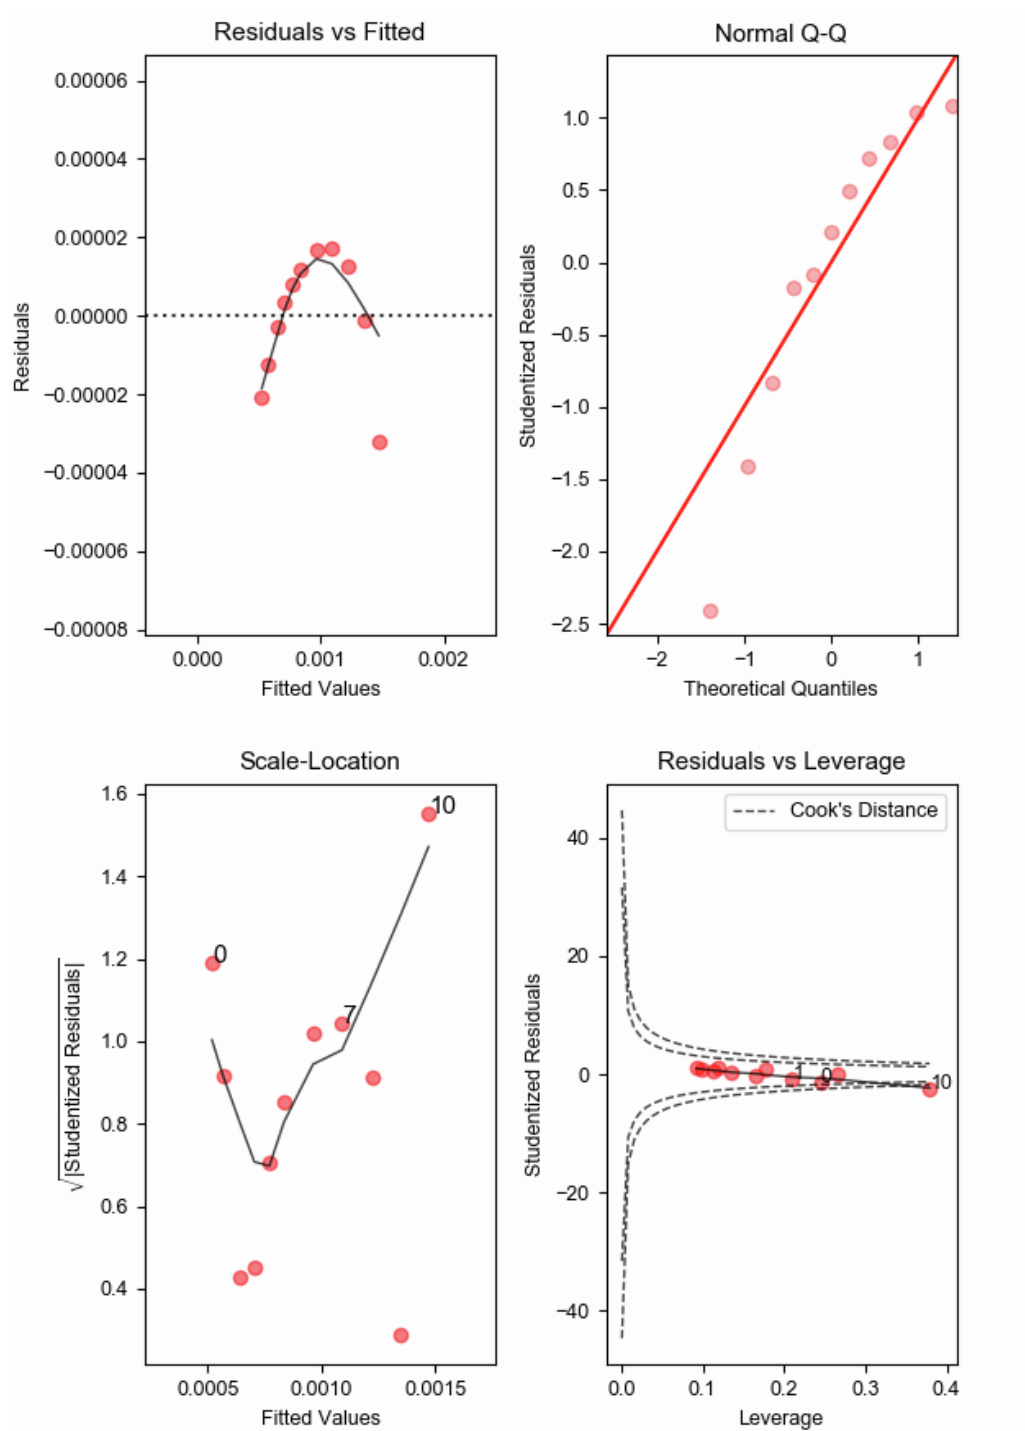 Residuals vs Fitted
0.00006
0.00004
0.00002
0.00000
−0.00002
−0.00004
−0.00006
−0.00008
Residuals
0.000 0.001 0.002
Fitted Values
Normal Q-Q
1.0
0.5
0.0
−0.5
−1.0
−1.5
−2.0
−2.5
Studentized Residuals
−2 −1 0 1
Theoretical Quantiles
Scale-Location
1.6
1.4
1.2
1.0
0.8
0.6
0.4
√|Studentized Residuals|
10
0
7
0.0005 0.0010 0.0015
Fitted Values
Residuals vs Leverage
Cook's Distance
40
20
0
−20
−40
Studentized Residuals
1 0 10
0.0 0.1 0.2 0.3 0.4
Leverage